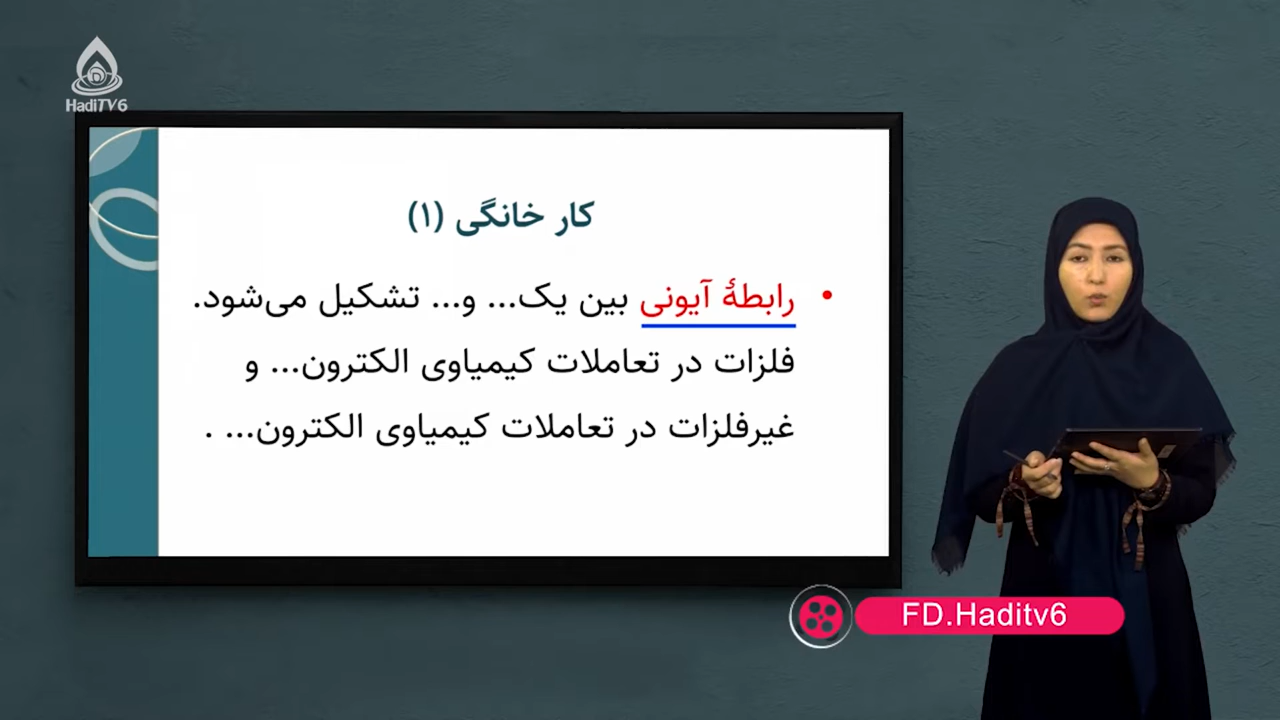 HadiTV6
کار خانگی (۱)
• رابطهٔ آیونی بین یک... و... تشکیل می‌شود.
فلزات در تعاملات کیمیاوی الکترون... و
غیرفلزات در تعاملات کیمیاوی الکترون... .
FD.Haditv6